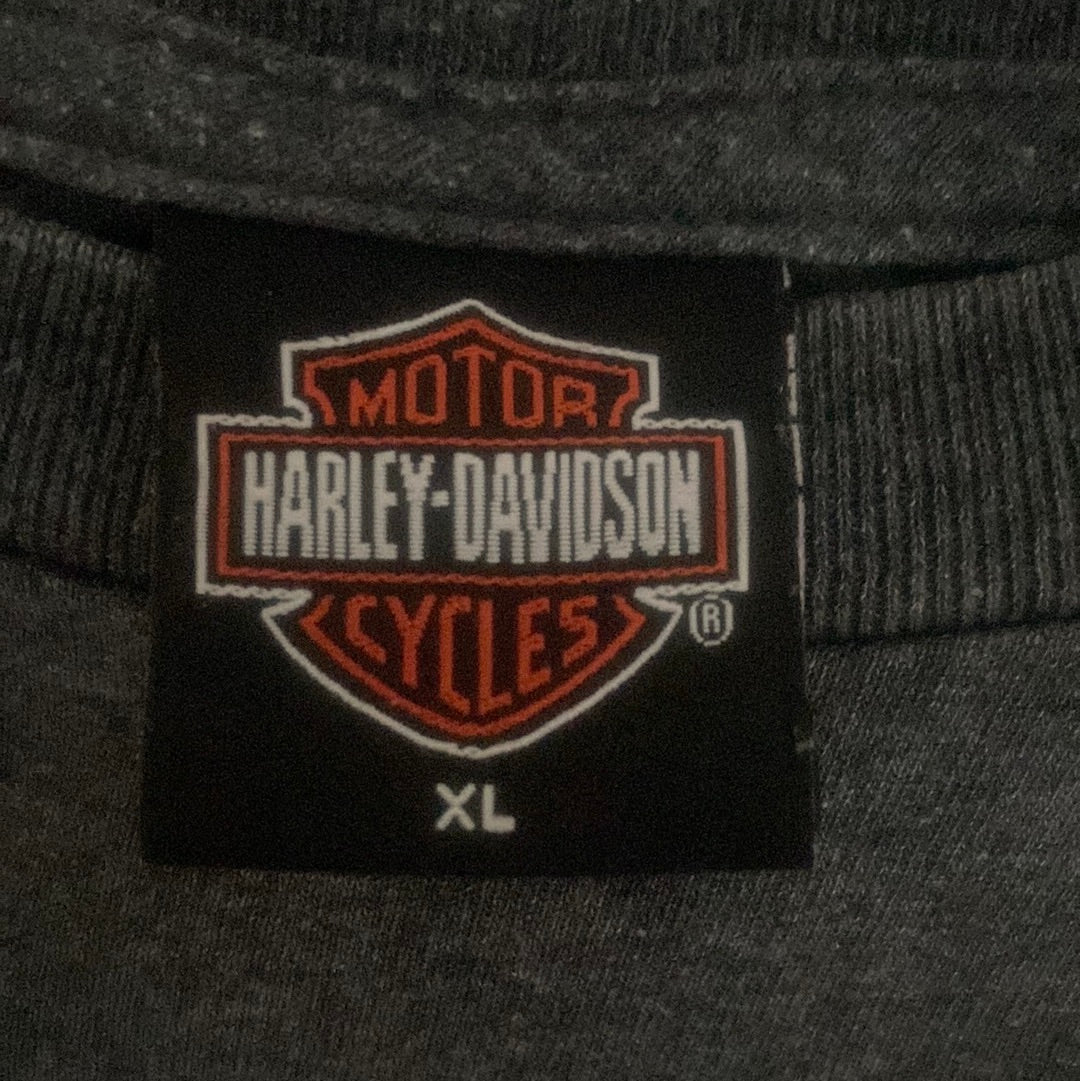 MOTOR
HARLEY-DAVIDSON
CYCLES
®
XL